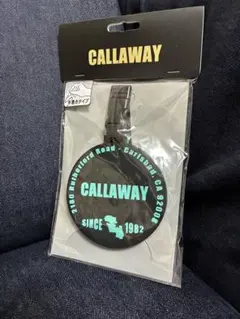 CALLAWAY
2180 Rutherford Road - Carlsbad, CA 92008
CALLAWAY
SINCE 1982